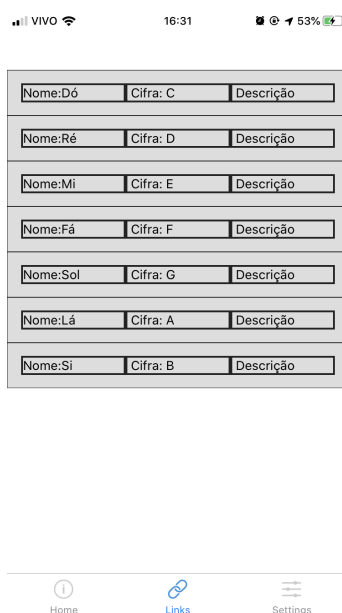 VIVO 16:31 53%
Nome:Dó Cifra: C Descrição
Nome:Ré Cifra: D Descrição
Nome:Mi Cifra: E Descrição
Nome:Fá Cifra: F Descrição
Nome:Sol Cifra: G Descrição
Nome:Lá Cifra: A Descrição
Nome:Si Cifra: B Descrição
Home Links Settings